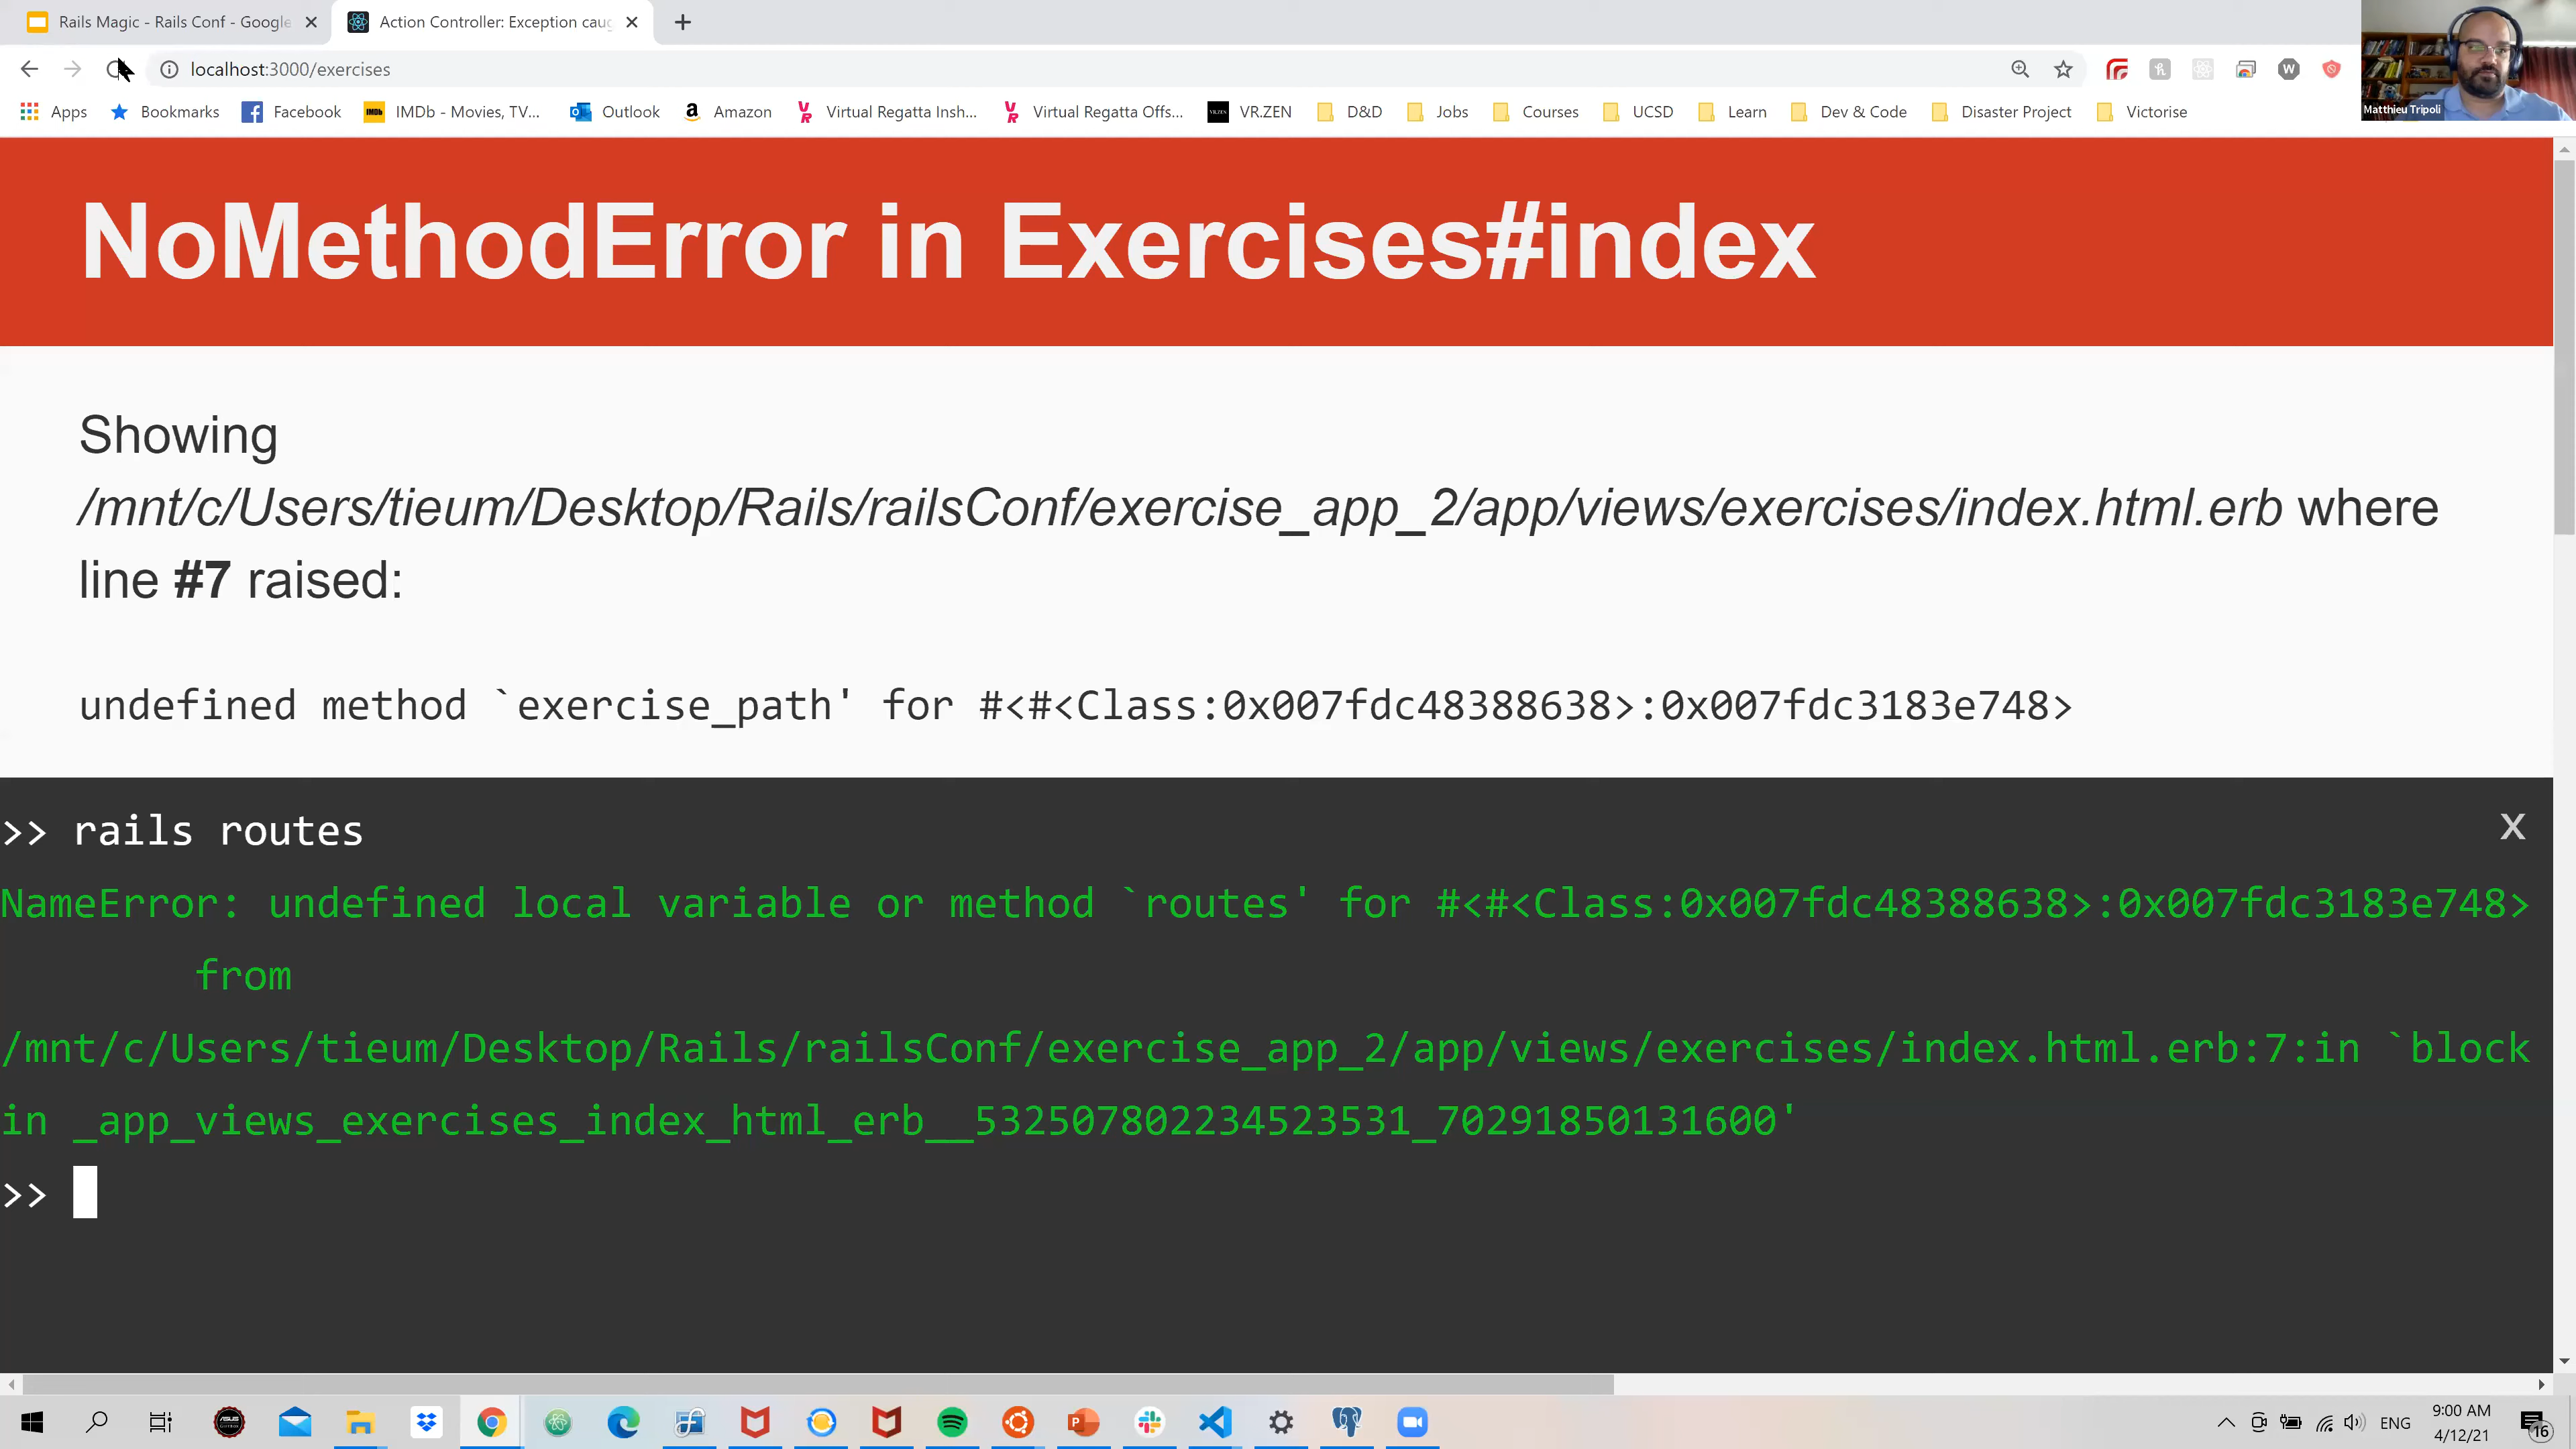 Rails Magic - Rails Conf - Google
Action Controller: Exception caug
localhost:3000/exercises
Matthieu Tripoli
Apps
Bookmarks
Facebook
IMDb - Movies, TV...
Outlook
Amazon
Virtual Regatta Insh...
Virtual Regatta Offs...
VR.ZEN
D&D
Jobs
Courses
UCSD
Learn
Dev & Code
Disaster Project
Victorise
NoMethodError in Exercises#index
Showing
/mnt/c/Users/tieum/Desktop/Rails/railsConf/exercise_app_2/app/views/exercises/index.html.erb where
line #7 raised:
undefined method `exercise_path' for #<#<Class:0x007fdc48388638>:0x007fdc3183e748>
>> rails routes
x
NameError: undefined local variable or method `routes' for #<#<Class:0x007fdc48388638>:0x007fdc3183e748>
from
/mnt/c/Users/tieum/Desktop/Rails/railsConf/exercise_app_2/app/views/exercises/index.html.erb:7:in `block
in _app_views_exercises_index_html_erb__532507802234523531_70291850131600'
>>
ENG
9:00 AM
4/12/21
16